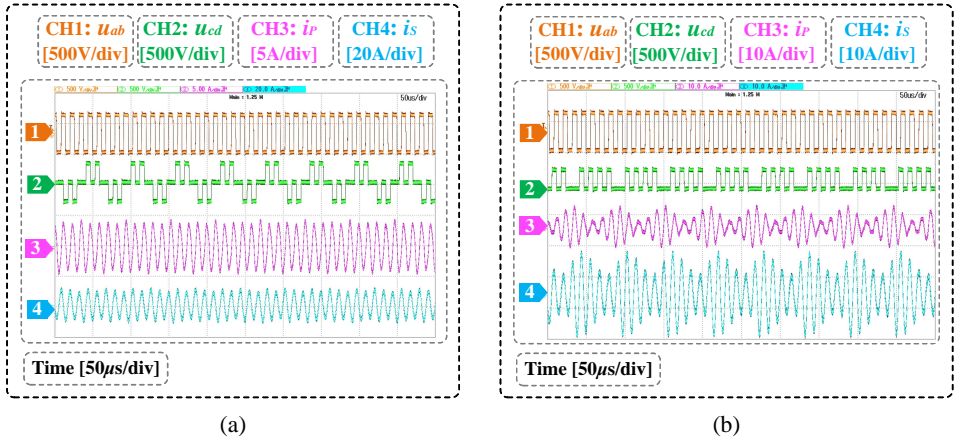 CH1: uab CH2: ucd CH3: iP CH4: iS
[500V/div] [500V/div] [5A/div] [20A/div]
50us/div
1
2
3
4
Time [50μs/div]
(a)
CH1: uab CH2: ucd CH3: iP CH4: iS
[500V/div] [500V/div] [10A/div] [10A/div]
50us/div
1
2
3
4
Time [50μs/div]
(b)